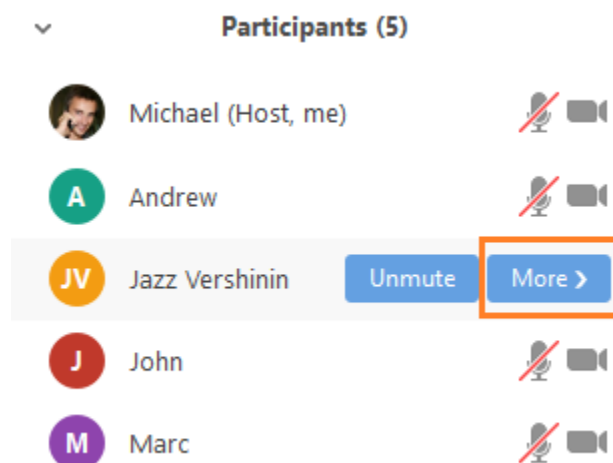 Participants (5)
Michael (Host, me)
A Andrew
JV Jazz Vershinin Unmute More ❯
J John
M Marc